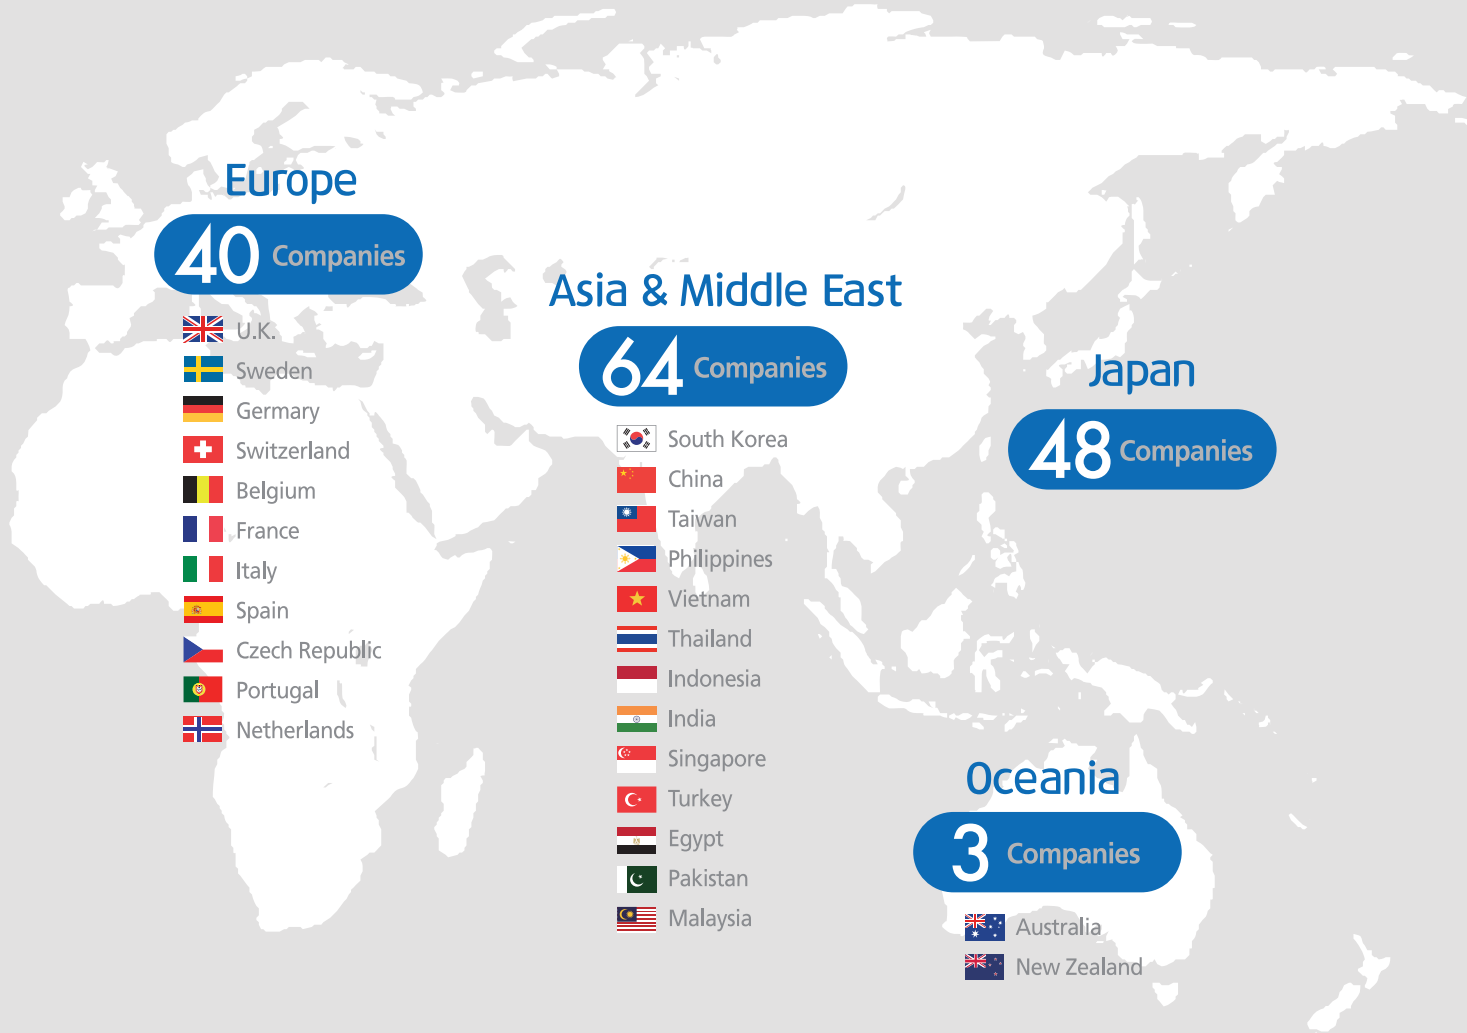 Europe
40 Companies
U.K.
Sweden
Germary
Switzerland
Belgium
France
Italy
Spain
Czech Republic
Portugal
Netherlands
Asia & Middle East
64 Companies
South Korea
China
Taiwan
Philippines
Vietnam
Thailand
Indonesia
India
Singapore
Turkey
Egypt
Pakistan
Malaysia
Japan
48 Companies
Oceania
3 Companies
Australia
New Zealand